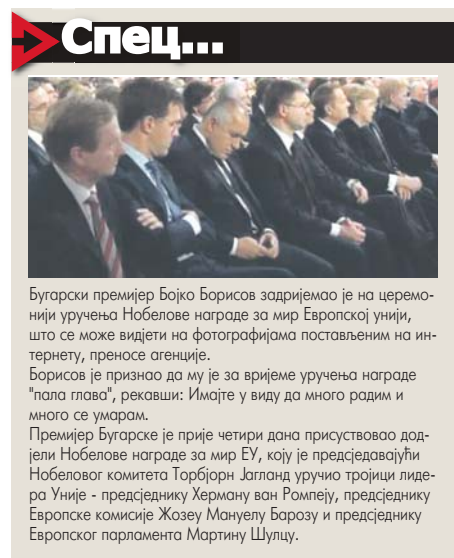 Спец...
Бугарски премијер Бојко Борисов задријемао је на церемо-
нији уручења Нобелове награде за мир Европској унији,
што се може видјети на фотографијама постављеним на ин-
тернету, преносе агенције.
Борисов је признао да му је за вријеме уручења награде
"пала глава", рекавши: Имајте у виду да много радим и
много се умарам.
Премијер Бугарске је прије четири дана присуствовао дод-
јели Нобелове награде за мир ЕУ, коју је предсједавајући
Нобеловог комитета Торбјорн Јагланд уручио тројици лиде-
ра Уније - предсједнику Херману ван Ромпеју, предсједнику
Европске комисије Жозеу Мануелу Барозу и предсједнику
Европског парламента Мартину Шулцу.